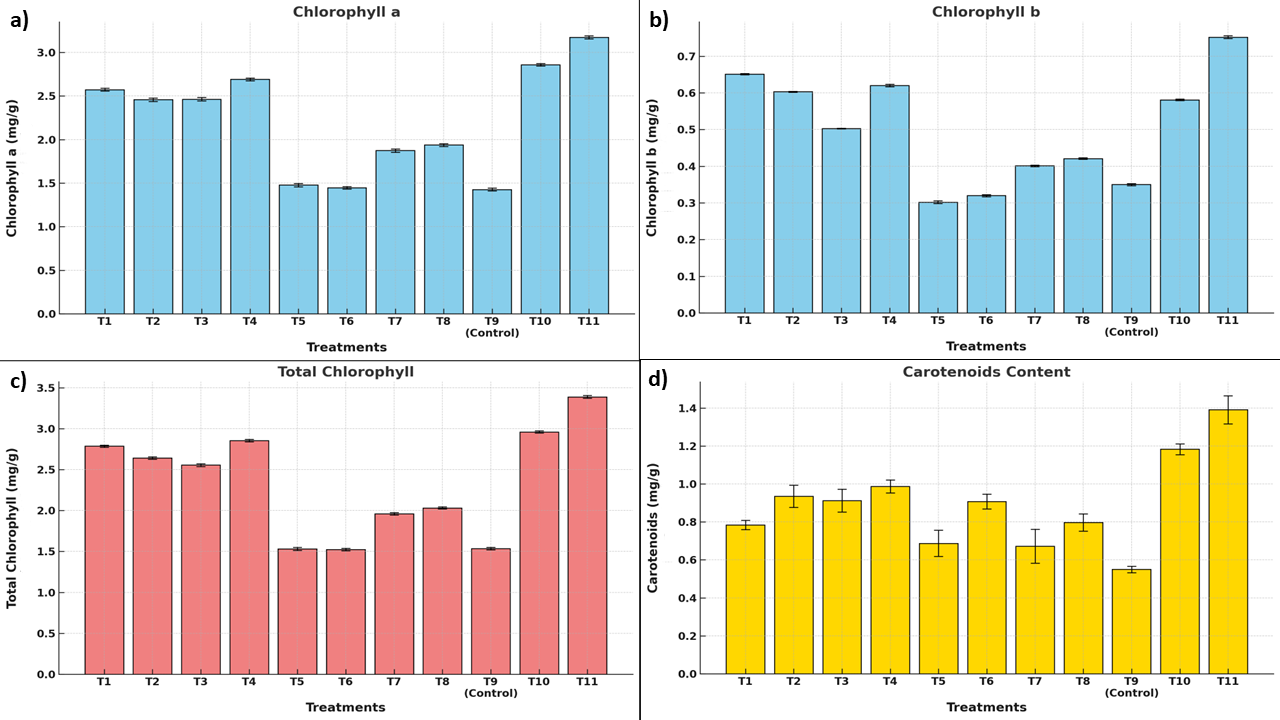 a)
Chlorophyll a
Chlorophyll a (mg/g)
3.0
2.5
2.0
1.5
1.0
0.5
0.0
T1 T2 T3 T4 T5 T6 T7 T8 T9 T10 T11
(Control)
Treatments
b)
Chlorophyll b
Chlorophyll b (mg/g)
0.7
0.6
0.5
0.4
0.3
0.2
0.1
0.0
T1 T2 T3 T4 T5 T6 T7 T8 T9 T10 T11
(Control)
Treatments
c)
Total Chlorophyll
Total Chlorophyll (mg/g)
3.5
3.0
2.5
2.0
1.5
1.0
0.5
0.0
T1 T2 T3 T4 T5 T6 T7 T8 T9 T10 T11
(Control)
Treatments
d)
Carotenoids Content
Carotenoids (mg/g)
1.4
1.2
1.0
0.8
0.6
0.4
0.2
0.0
T1 T2 T3 T4 T5 T6 T7 T8 T9 T10 T11
(Control)
Treatments